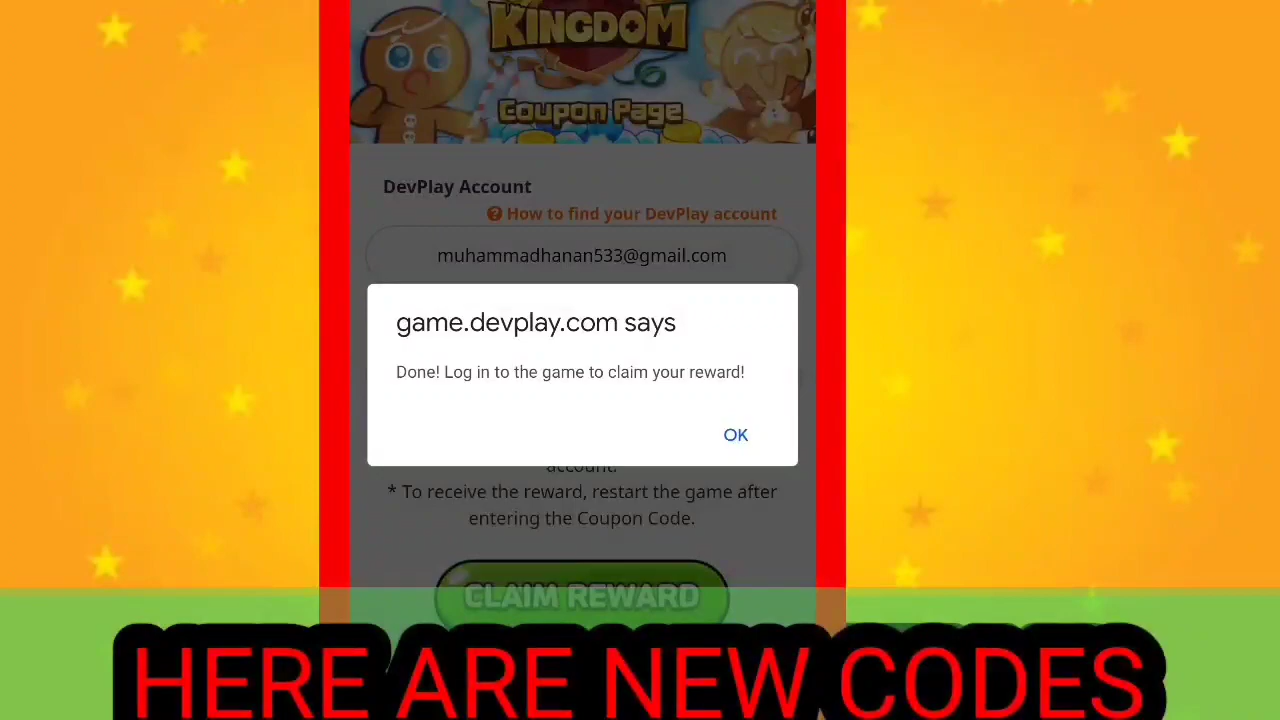 KINGDOM
Coupon Page
DevPlay Account
? How to find your DevPlay account
muhammadhanan533@gmail.com
game.devplay.com says
Done! Log in to the game to claim your reward!
OK
account.
* To receive the reward, restart the game after
entering the Coupon Code.
CLAIM REWARD
HERE ARE NEW CODES